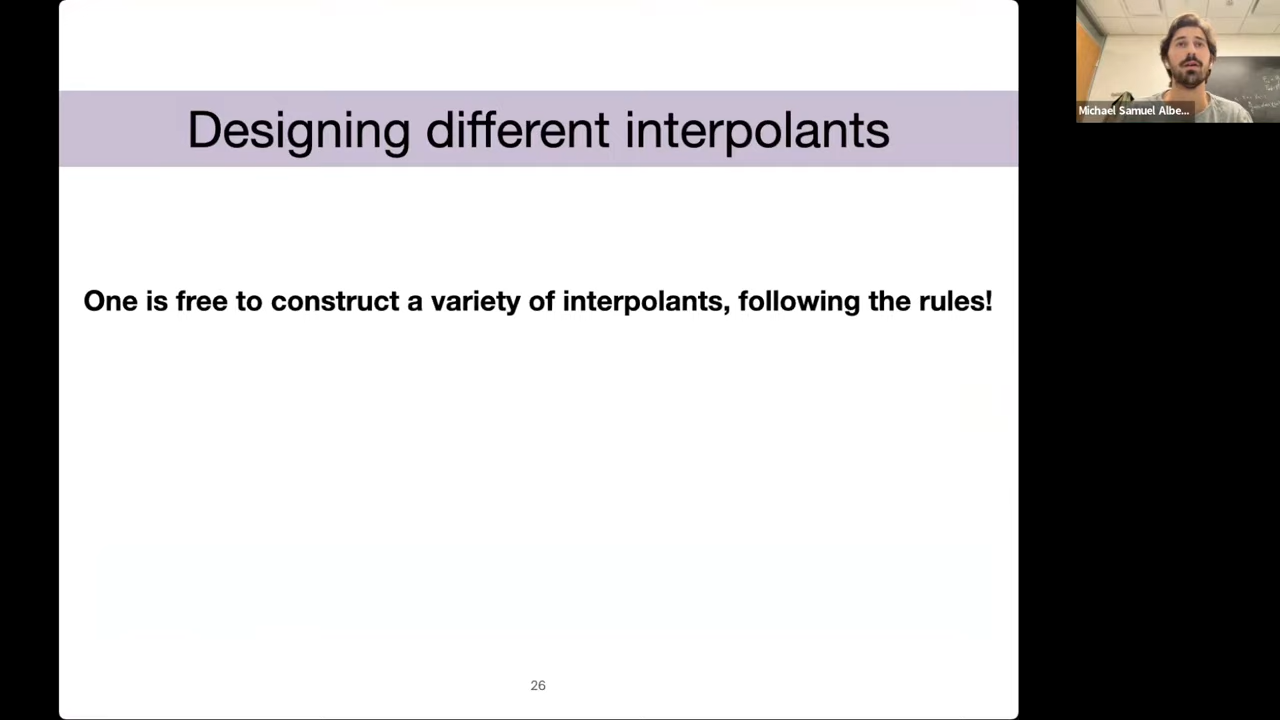 Designing different interpolants
Michael Samuel Albe...
One is free to construct a variety of interpolants, following the rules!
26